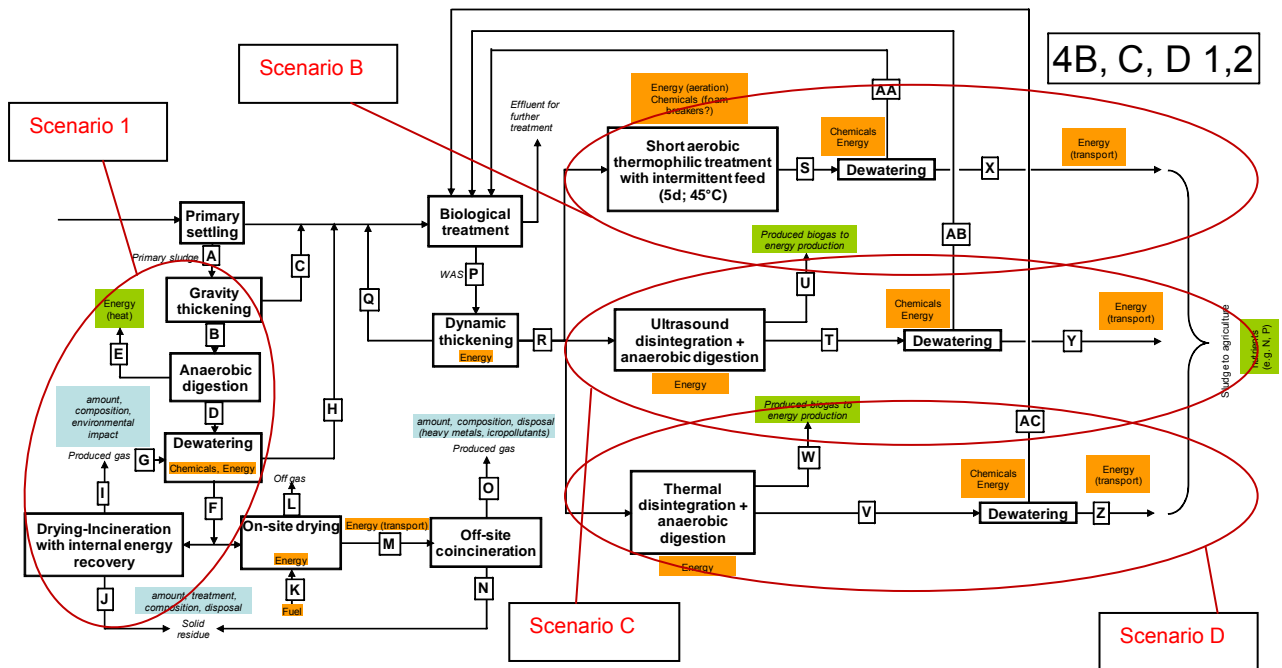 4B, C, D 1,2
Scenario B
Scenario 1
Energy (aeration)
Chemicals (foam
breakers?)
AA
Effluent for
further
treatment
Chemicals
Energy
Energy
(transport)
Short aerobic
thermophilic treatment
with intermittent feed
(5d; 45°C)
S
Dewatering
X
Primary
settling
Biological
treatment
Primary sludge
A
C
WAS
P
Produced biogas to
energy production
AB
U
Gravity
thickening
Q
Energy
(heat)
B
E
Dynamic
thickening
Energy
R
Ultrasound
disintegration +
anaerobic digestion
Energy
T
Chemicals
Energy
Dewatering
Y
Energy
(transport)
Sludge to agriculture
nutrients
(e.g. N, P)
Anaerobic
digestion
D
H
amount,
composition,
environmental
impact
Produced gas
G
Dewatering
Chemicals, Energy
amount, composition, disposal
(heavy metals, icropollutants)
Produced gas
Produced biogas to
energy production
W
AC
I
F
Off gas
L
O
Chemicals
Energy
Energy
(transport)
Thermal
disintegration +
anaerobic
digestion
Energy
V
Dewatering
Z
Drying-Incineration
with internal energy
recovery
On-site drying
Energy
Energy (transport)
M
Off-site
coincineration
J
K
Fuel
N
amount, treatment,
composition, disposal
Solid
residue
Scenario C
Scenario D